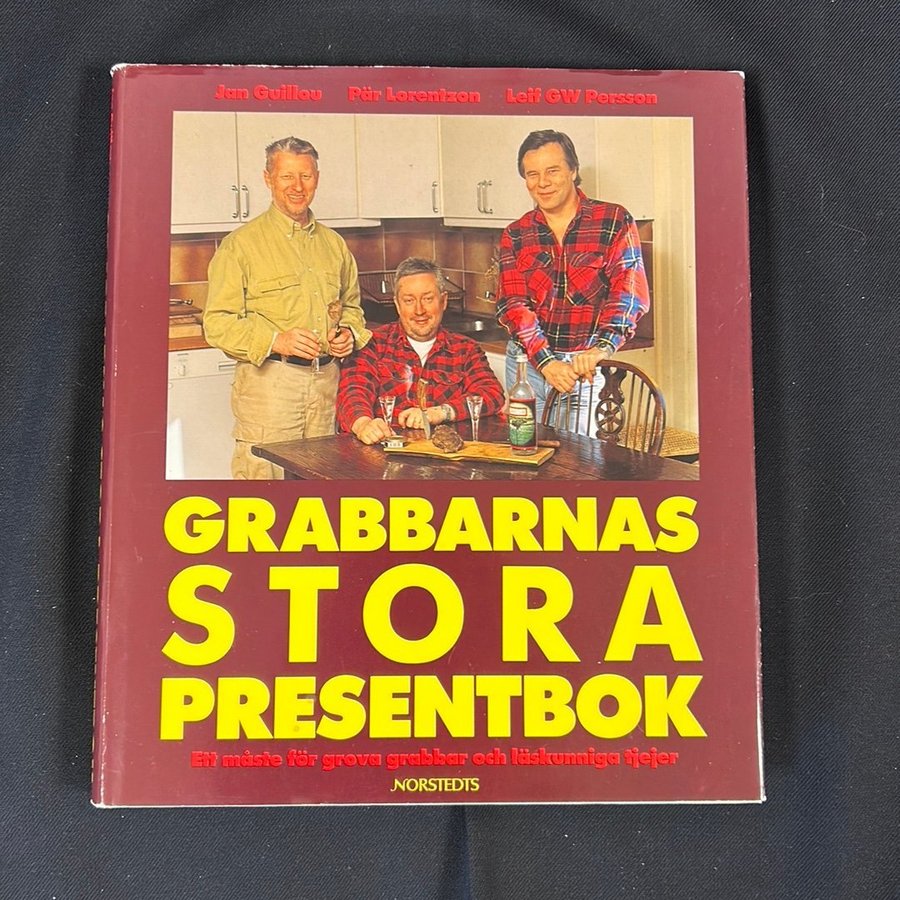 Jan Guillou Pär Lorentzon Leif GW Persson
GRABBARNAS
STORA
PRESENTBOK
Ett måste för grova grabbar och läskunniga tjejer
NORSTEDTS